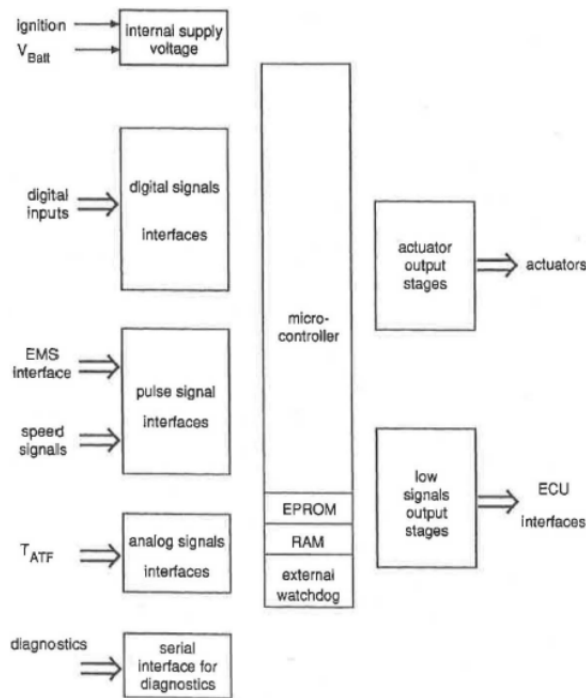 ignition
V_Batt
internal supply
voltage
digital
inputs
digital signals
interfaces
EMS
interface
speed
signals
pulse signal
interfaces
T_ATF
analog signals
interfaces
diagnostics
serial
interface for
diagnostics
micro-
controller
EPROM
RAM
external
watchdog
actuator
output
stages
actuators
low
signals
output
stages
ECU
interfaces